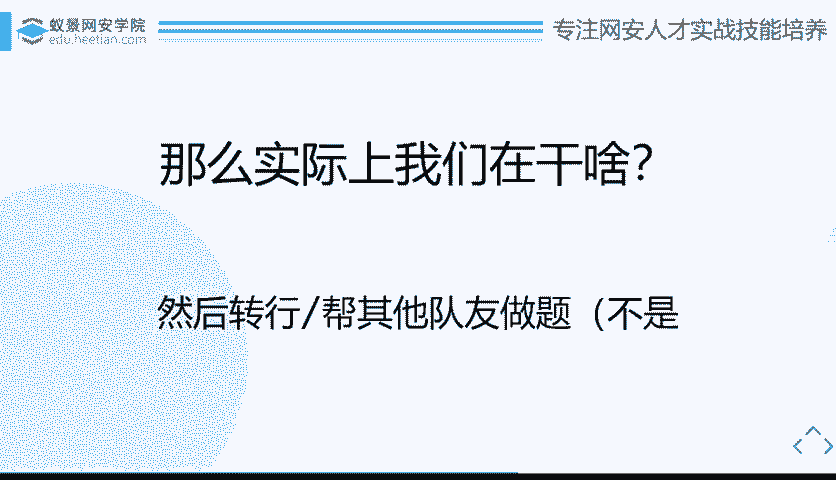 蚁景网安学院
edu.heetian.com
专注网安人才实战技能培养
那么实际上我们在干啥?
然后转行/帮其他队友做题（不是